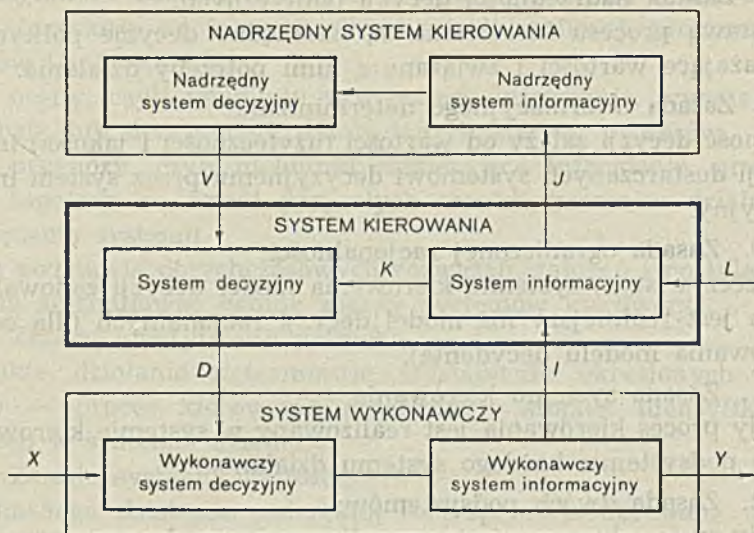 NADRZĘDNY SYSTEM KIEROWANIA
Nadrzędny
system decyzyjny
Nadrzędny
system informacyjny
V
J
SYSTEM KIEROWANIA
System decyzyjny
K
System informacyjny
L
D
I
SYSTEM WYKONAWCZY
X
Wykonawczy
system decyzyjny
Wykonawczy
system informacyjny
Y